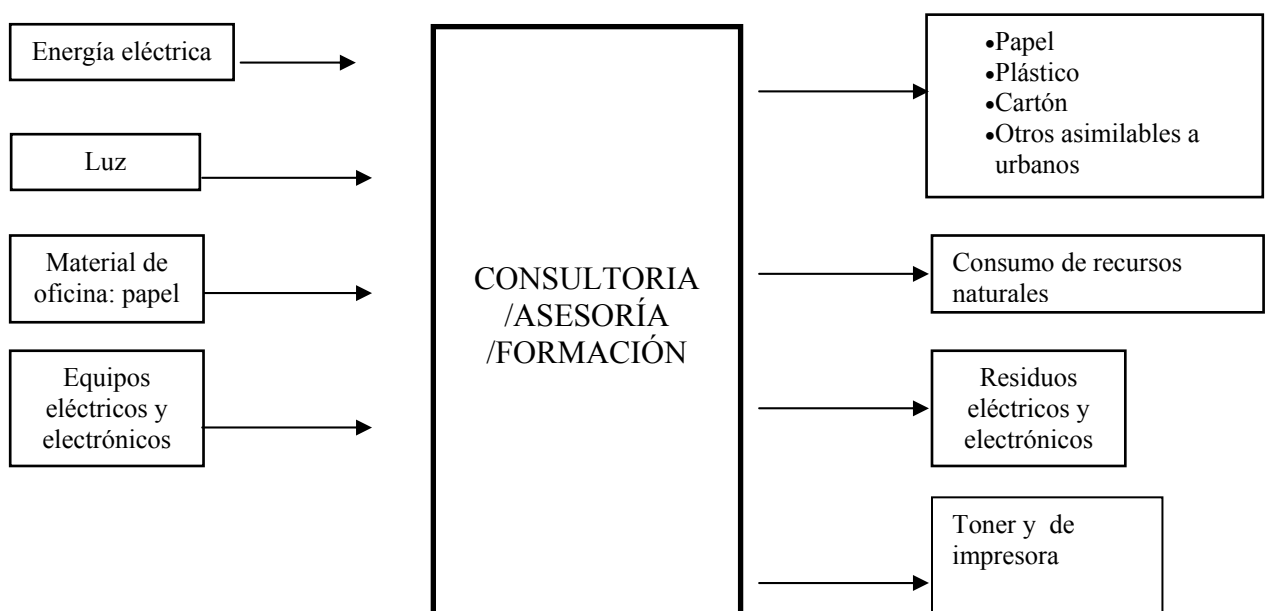 Energía eléctrica
Luz
Material de
oficina: papel
Equipos
eléctricos y
electrónicos
CONSULTORIA
/ASESORÍA
/FORMACIÓN
•Papel
•Plástico
•Cartón
•Otros asimilables a
urbanos
Consumo de recursos
naturales
Residuos
eléctricos y
electrónicos
Toner y  de
impresora